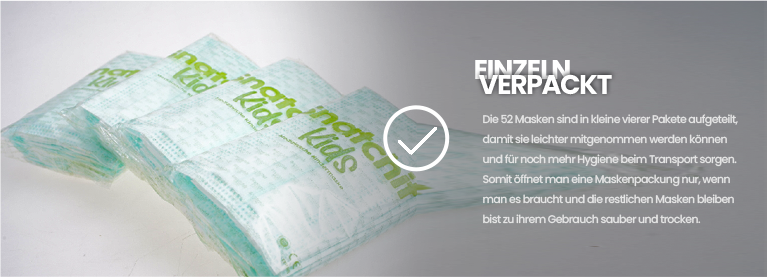 EINZELN
VERPACKT
Die 52 Masken sind in kleine vierer Pakete aufgeteilt,
damit sie leichter mitgenommen werden können
und für noch mehr Hygiene beim Transport sorgen.
Somit öffnet man eine Maskenpackung nur, wenn
man es braucht und die restlichen Masken bleiben
bist zu ihrem Gebrauch sauber und trocken.
Kids
Kids
Kids